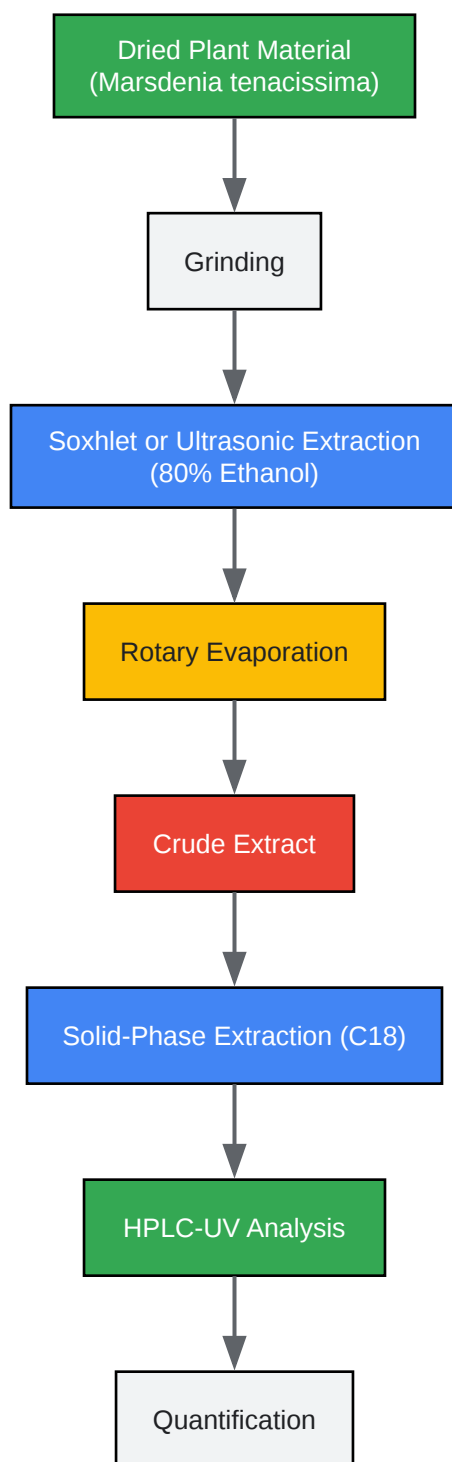 Dried Plant Material
(Marsdenia tenacissima)
Grinding
Soxhlet or Ultrasonic Extraction
(80% Ethanol)
Rotary Evaporation
Crude Extract
Solid-Phase Extraction (C18)
HPLC-UV Analysis
Quantification